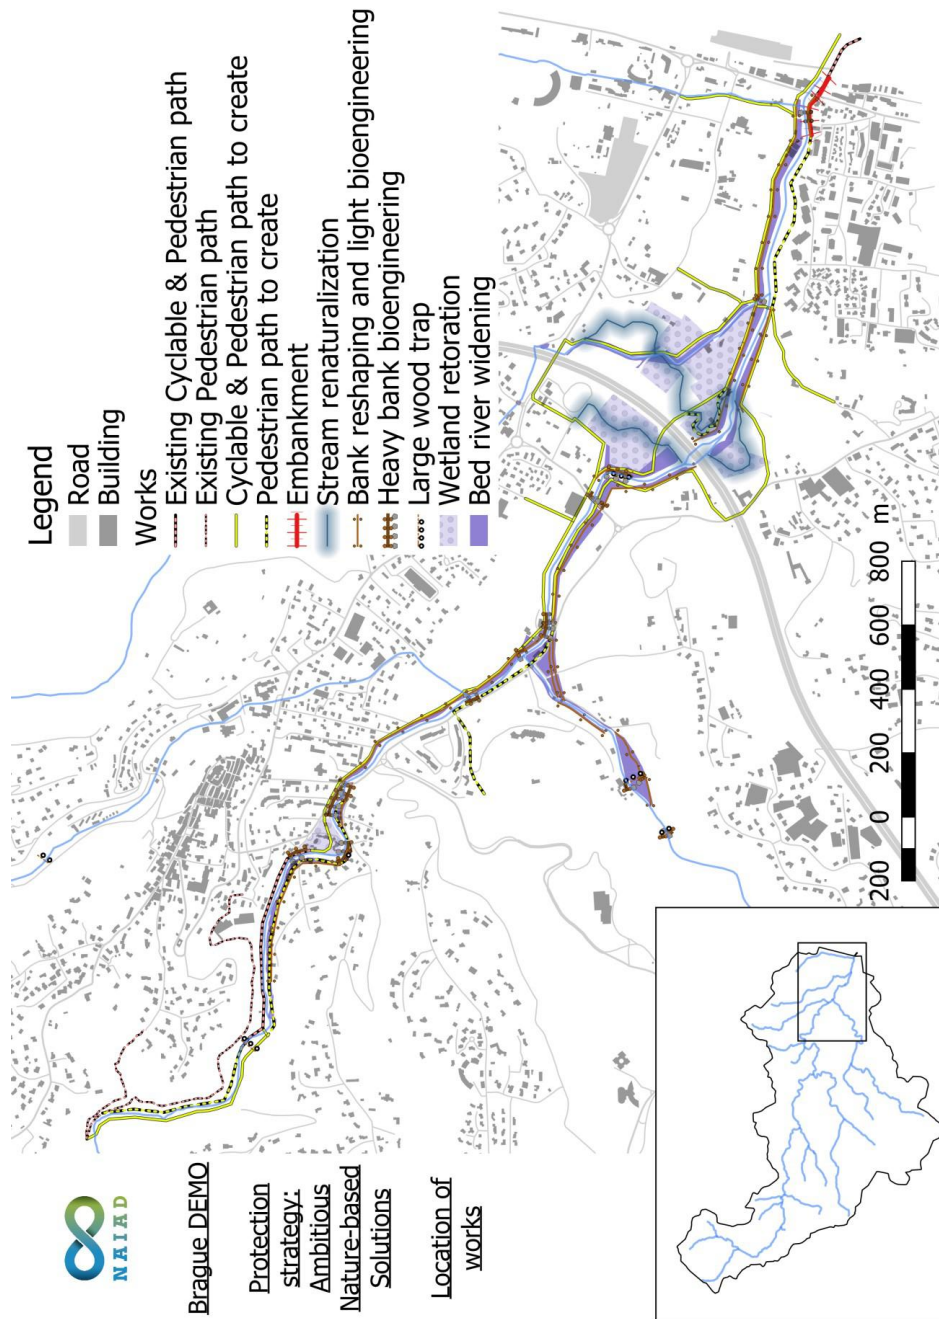 NAIAD
Brague DEMO
Protection
strategy:
Ambitious
Nature-based
Solutions
Location of
works
Legend
Road
Building
Works
Existing Cyclable & Pedestrian path
Existing Pedestrian path
Cyclable & Pedestrian path to create
Pedestrian path to create
Embankment
Stream renaturalization
Bank reshaping and light bioengineering
Heavy bank bioengineering
Large wood trap
Wetland retoration
Bed river widening
200 0 200 400 600 800 m